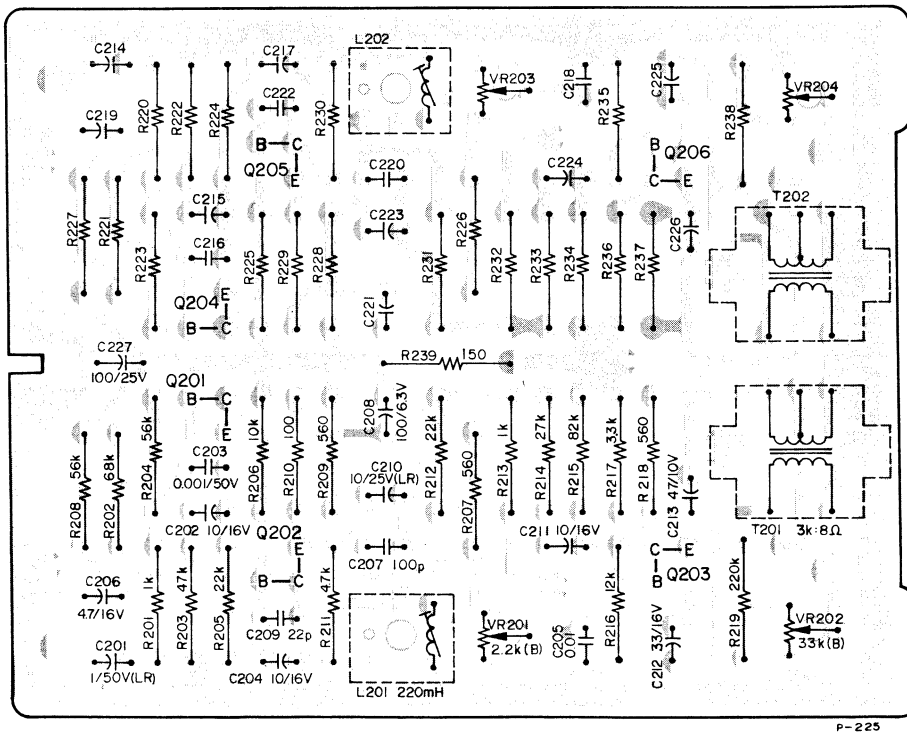 C214
C217
L202
C219
R220
R222
R224
C222
R230
VR203
C218
R235
C225
R238
VR204
B C
E
Q205
C220
C224
B
C E
Q206
R227
R221
C215
C223
R226
T202
R223
C216
R225
R229
R228
R231
R232
R233
R234
R236
R237
C226
Q204
E
B C
C221
C227
100/25V
R239 150
Q201
B C
E
R204 56k
R206 10k
R210 100
R209 560
C208 100/6.3V
R212 22k
R213 1k
R214 27k
R215 82k
R217 33k
R218 560
R208 56k
R202 68k
C203
0.001/50V
C210
10/25V(LR)
R207 560
C213 47/10V
C202 10/16V
Q202
E
B C
C207 100p
C211 10/16V
C E
B
Q203
T201 3k:8Ω
C206
4.7/16V
R201 1k
R203 47k
R205 22k
R211 47k
R216 12k
R219 220k
C209 22p
VR201
2.2k(B)
C205 0.01
C212 33/16V
VR202
33k(B)
C201
1/50V(LR)
C204 10/16V
L201 220mH
P-225